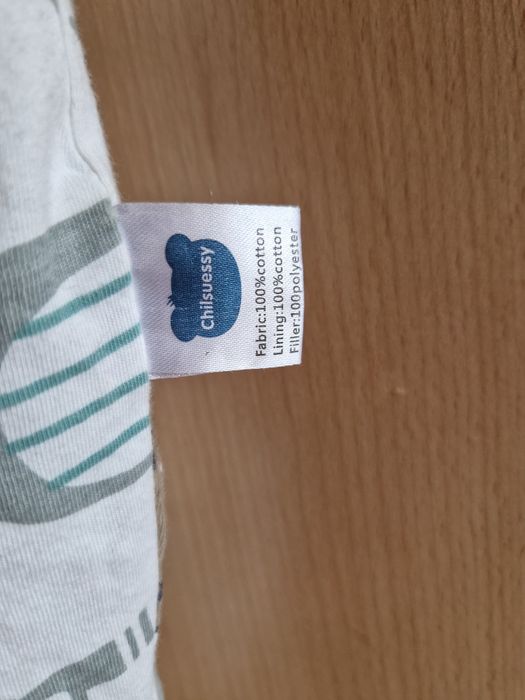 Chilsuessy
Fabric:100%cotton
Lining:100%cotton
Filler:100polyester